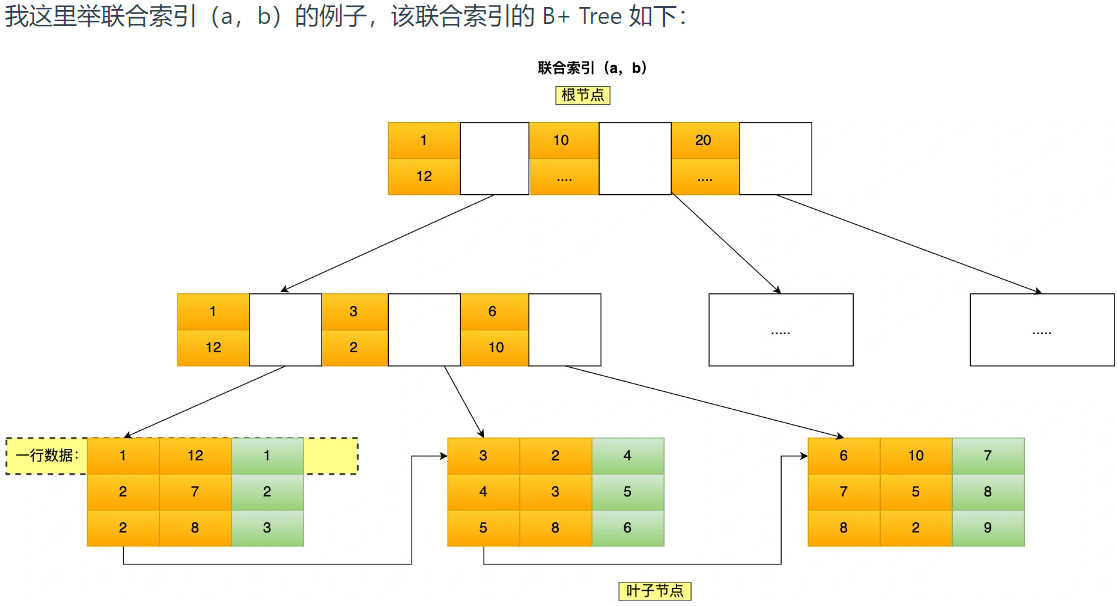 我这里举联合索引（a，b）的例子，该联合索引的 B+ Tree 如下：
联合索引（a，b）
根节点
1 10 20
12 .... ....
1 3 6
12 2 10
..... .....
一行数据： 1 12 1
2 7 2
2 8 3
3 2 4
4 3 5
5 8 6
6 10 7
7 5 8
8 2 9
叶子节点